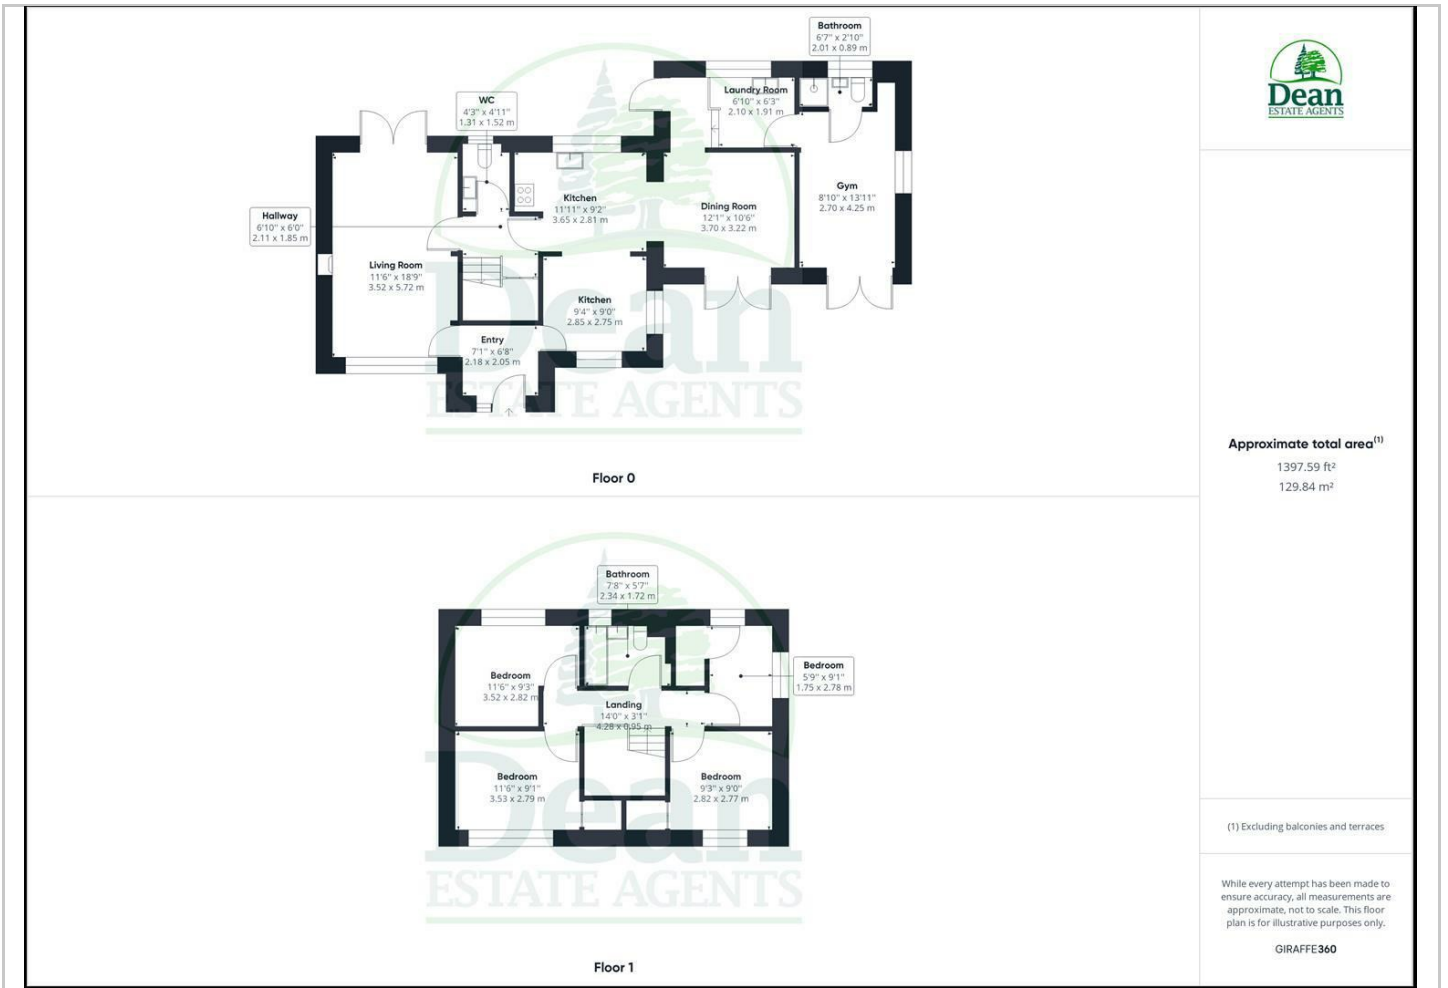 Bathroom
6'7" x 2'10"
2.01 x 0.89 m
WC
4'3" x 4'11"
1.31 x 1.52 m
Laundry Room
6'10" x 6'3"
2.10 x 1.91 m
Hallway
6'10" x 6'0"
2.11 x 1.85 m
Kitchen
11'11" x 9'2"
3.65 x 2.81 m
Dining Room
12'1" x 10'6"
3.70 x 3.22 m
Gym
8'10" x 13'11"
2.70 x 4.25 m
Living Room
11'6" x 18'9"
3.52 x 5.72 m
Kitchen
9'4" x 9'0"
2.85 x 2.75 m
Entry
7'1" x 6'8"
2.18 x 2.05 m
Dean
ESTATE AGENTS
Floor 0
Bathroom
7'8" x 5'7"
2.34 x 1.72 m
Bedroom
11'6" x 9'3"
3.52 x 2.82 m
Bedroom
5'9" x 9'1"
1.75 x 2.78 m
Landing
14'0" x 3'1"
4.28 x 0.95 m
Bedroom
11'6" x 9'1"
3.53 x 2.79 m
Bedroom
9'3" x 9'0"
2.82 x 2.77 m
Dean
ESTATE AGENTS
Floor 1
Dean
ESTATE AGENTS
Approximate total area(1)
1397.59 ft²
129.84 m²
(1) Excluding balconies and terraces
While every attempt has been made to
ensure accuracy, all measurements are
approximate, not to scale. This floor
plan is for illustrative purposes only.
GIRAFFE360